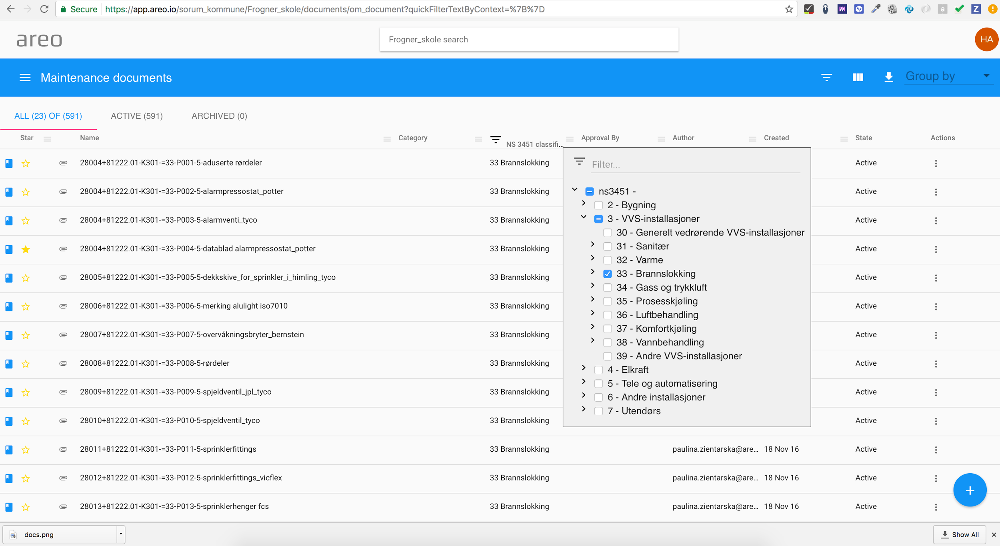 Secure https://app.areo.io/sorum_kommune/Frogner_skole/documents/om_document?quickFilterTextByContext=%7B%7D
areo
Frogner_skole search
HA
Maintenance documents
Group by
ALL (23) OF (591) ACTIVE (591) ARCHIVED (0)
Star Name Category NS 3451 classifi... Approval By Author Created State Actions
28004+81222.01-K301-=33-P001-5-aduserte rørdeler 33 Brannslokking Active
28004+81222.01-K301-=33-P002-5-alarmpressostat_potter 33 Brannslokking Active
28004+81222.01-K301-=33-P003-5-alarmventi_tyco 33 Brannslokking Active
28004+81222.01-K301-=33-P004-5-datablad alarmpressostat_potter 33 Brannslokking Active
28005+81222.01-K301-=33-P005-5-dekkskive_for_sprinkler_i_himling_tyco 33 Brannslokking Active
28006+81222.01-K301-=33-P006-5-merking alulight iso7010 33 Brannslokking Active
28007+81222.01-K301-=33-P007-5-overvåkningsbryter_bernstein 33 Brannslokking Active
28008+81222.01-K301-=33-P008-5-rørdeler 33 Brannslokking Active
28009+81222.01-K301-=33-P009-5-spjeldventil_jpl_tyco 33 Brannslokking Active
28010+81222.01-K301-=33-P010-5-spjeldventil_tyco 33 Brannslokking Active
28011+81222.01-K301-=33-P011-5-sprinklerfittings 33 Brannslokking paulina.zientarska@are... 18 Nov 16 Active
28012+81222.01-K301-=33-P012-5-sprinklerfittings_vicflex 33 Brannslokking paulina.zientarska@are... 18 Nov 16 Active
28013+81222.01-K301-=33-P013-5-sprinklerhenger fcs 33 Brannslokking paulina.zientarska@are... 18 Nov 16 Active
Filter...
ns3451 -
2 - Bygning
3 - VVS-installasjoner
30 - Generelt vedrørende VVS-installasjoner
31 - Sanitær
32 - Varme
33 - Brannslokking
34 - Gass og trykkluft
35 - Prosesskjøling
36 - Luftbehandling
37 - Komfortkjøling
38 - Vannbehandling
39 - Andre VVS-installasjoner
4 - Elkraft
5 - Tele og automatisering
6 - Andre installasjoner
7 - Utendørs
docs.png
Show All